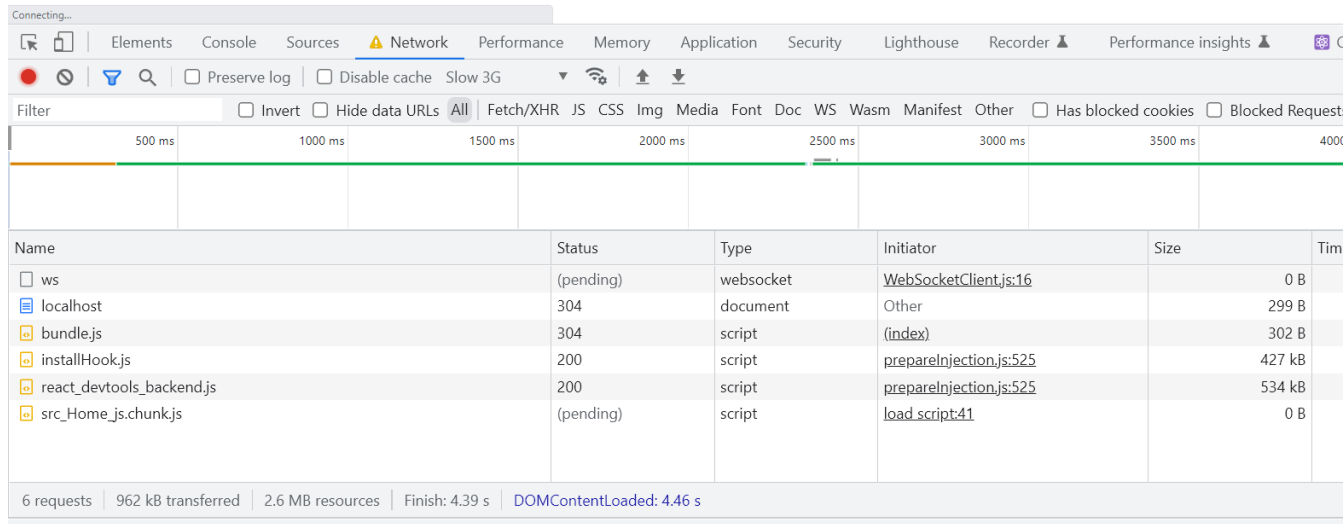 Connecting...
Elements Console Sources Network Performance Memory Application Security Lighthouse Recorder Performance insights
Preserve log Disable cache Slow 3G
Filter Invert Hide data URLs All Fetch/XHR JS CSS Img Media Font Doc WS Wasm Manifest Other Has blocked cookies Blocked Request
500 ms 1000 ms 1500 ms 2000 ms 2500 ms 3000 ms 3500 ms 4000
Name Status Type Initiator Size Tim
ws (pending) websocket WebSocketClient.js:16 0 B
localhost 304 document Other 299 B
bundle.js 304 script (index) 302 B
installHook.js 200 script prepareInjection.js:525 427 kB
react_devtools_backend.js 200 script prepareInjection.js:525 534 kB
src_Home_js.chunk.js (pending) script load script:41 0 B
6 requests 962 kB transferred 2.6 MB resources Finish: 4.39 s DOMContentLoaded: 4.46 s